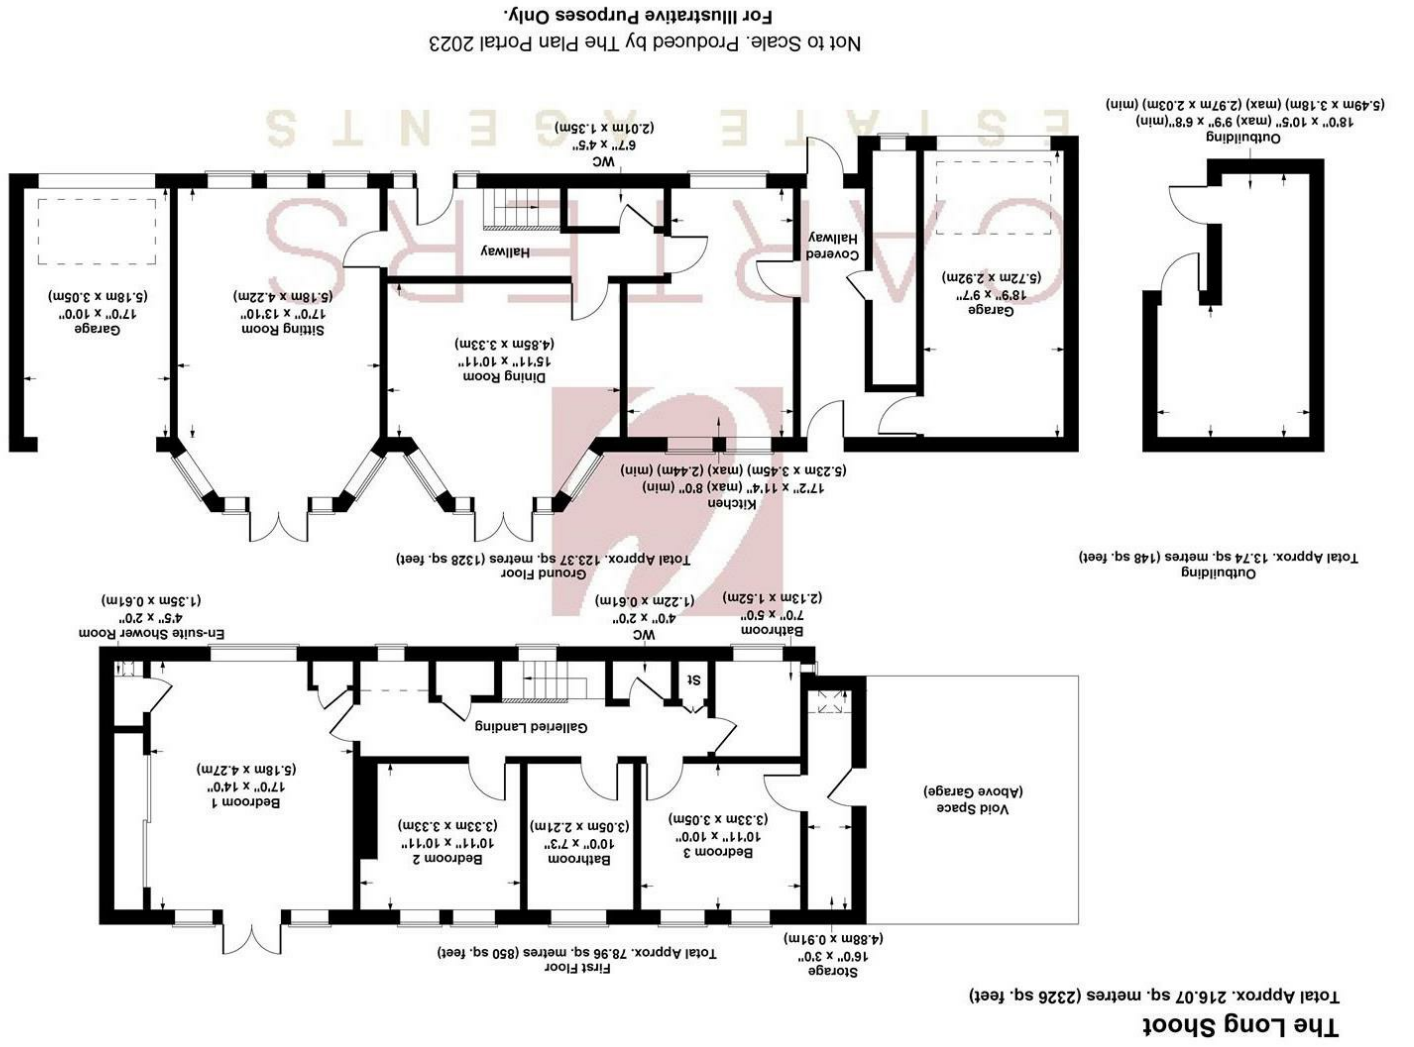 The Long Shoot
Total Approx. 216.07 sq. metres (2326 sq. feet)
First Floor
Total Approx. 78.96 sq. metres (850 sq. feet)
Storage
16'0" x 3'0"
(4.88m x 0.91m)
Void Space
(Above Garage)
Bedroom 3
10'11" x 10'0"
(3.33m x 3.05m)
Bathroom
10'0" x 7'3"
(3.05m x 2.21m)
Bedroom 2
10'11" x 10'11"
(3.33m x 3.33m)
Bedroom 1
17'0" x 14'0"
(5.18m x 4.27m)
Galleried Landing
St
Bathroom
7'0" x 5'0"
(2.13m x 1.52m)
WC
4'0" x 2'0"
(1.22m x 0.61m)
En-suite Shower Room
4'5" x 2'0"
(1.35m x 0.61m)
Outbuilding
Total Approx. 13.74 sq. metres (148 sq. feet)
Ground Floor
Total Approx. 123.37 sq. metres (1328 sq. feet)
Kitchen
17'2" x 11'4" (max) 8'0" (min)
(5.23m x 3.45m) (max) (2.44m) (min)
Dining Room
15'11" x 10'11"
(4.85m x 3.33m)
Garage
18'9" x 9'7"
(5.72m x 2.92m)
Sitting Room
17'0" x 13'10"
(5.18m x 4.22m)
Garage
17'0" x 10'0"
(5.18m x 3.05m)
Covered
Hallway
Hallway
CARTERS
WC
6'7" x 4'5"
(2.01m x 1.35m)
Outbuilding
18'0" x 10'5" (max) 9'9" x 6'8"(min)
(5.49m x 3.18m) (max) (2.97m x 2.03m) (min)
ESTATE AGENTS
Not to Scale. Produced by The Plan Portal 2023
For Illustrative Purposes Only.